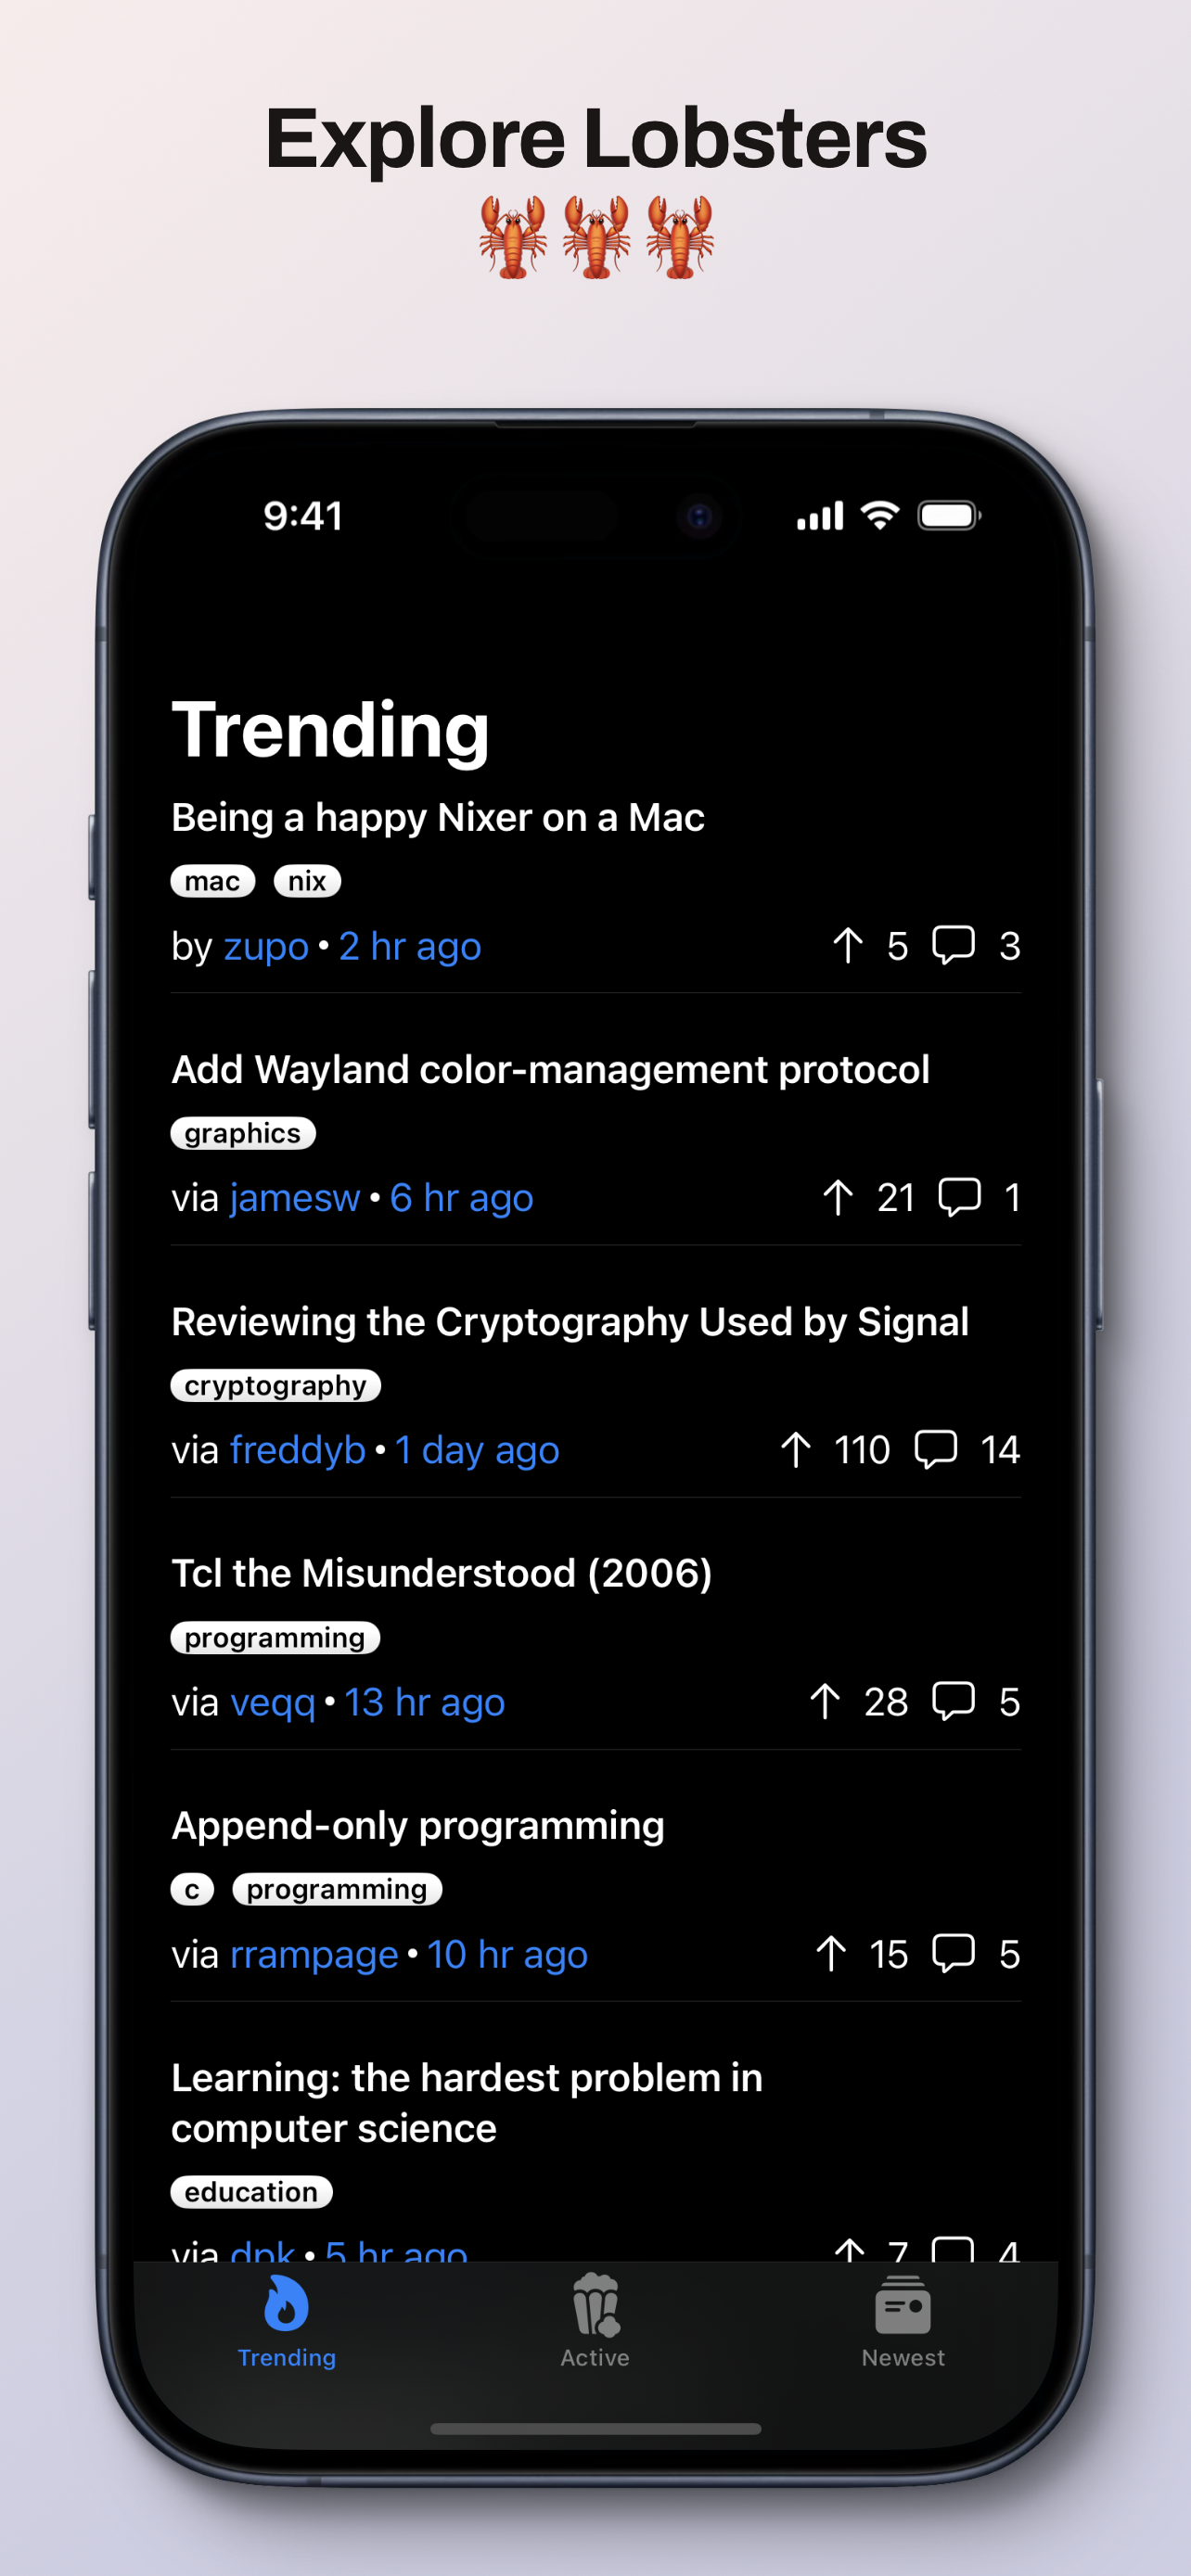 Explore Lobsters
🦞🦞🦞
9:41
Trending
Being a happy Nixer on a Mac
mac nix
by zupo • 2 hr ago 5 3
Add Wayland color-management protocol
graphics
via jamesw • 6 hr ago 21 1
Reviewing the Cryptography Used by Signal
cryptography
via freddyb • 1 day ago 110 14
Tcl the Misunderstood (2006)
programming
via veqq • 13 hr ago 28 5
Append-only programming
c programming
via rrampage • 10 hr ago 15 5
Learning: the hardest problem in
computer science
education
via dpk • 5 hr ago 7 4
Trending Active Newest